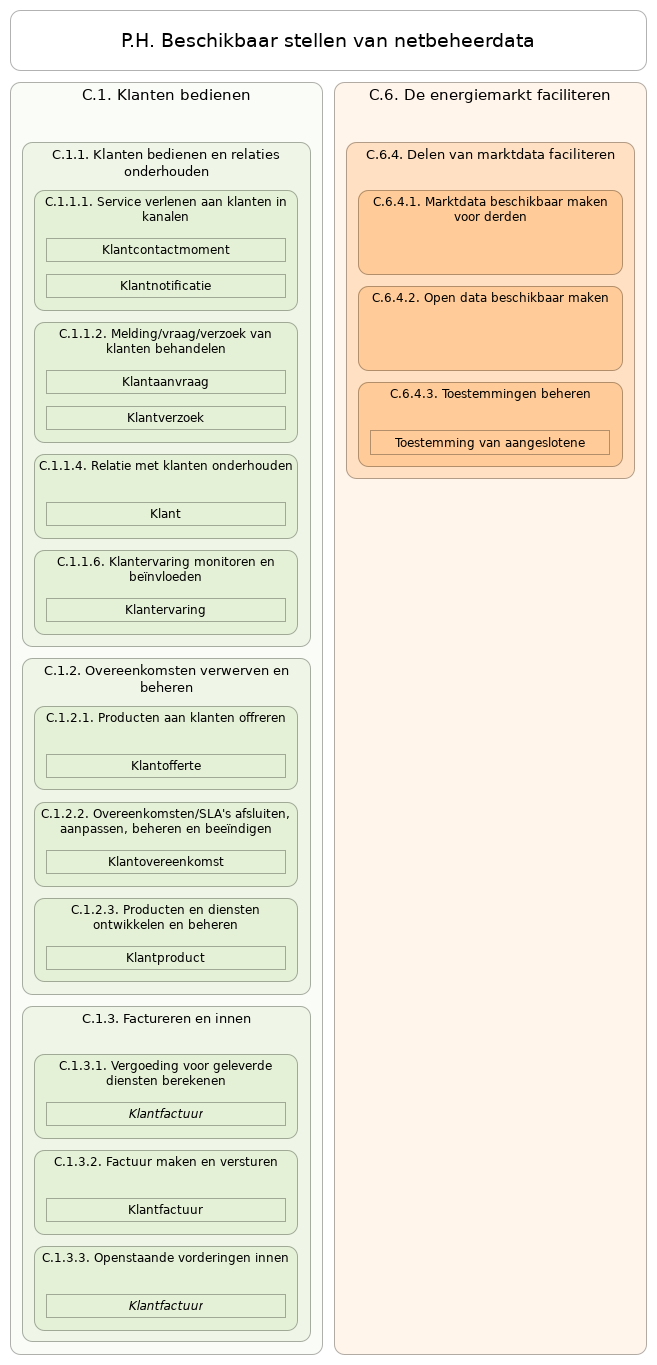 P.H. Beschikbaar stellen van netbeheerdata
C.1. Klanten bedienen
C.1.1. Klanten bedienen en relaties
onderhouden
C.1.1.1. Service verlenen aan klanten in
kanalen
Klantcontactmoment
Klantnotificatie
C.1.1.2. Melding/vraag/verzoek van
klanten behandelen
Klantaanvraag
Klantverzoek
C.1.1.4. Relatie met klanten onderhouden
Klant
C.1.1.6. Klantervaring monitoren en
beïnvloeden
Klantervaring
C.1.2. Overeenkomsten verwerven en
beheren
C.1.2.1. Producten aan klanten offreren
Klantofferte
C.1.2.2. Overeenkomsten/SLA's afsluiten,
aanpassen, beheren en beeïndigen
Klantovereenkomst
C.1.2.3. Producten en diensten
ontwikkelen en beheren
Klantproduct
C.1.3. Factureren en innen
C.1.3.1. Vergoeding voor geleverde
diensten berekenen
Klantfactuur
C.1.3.2. Factuur maken en versturen
Klantfactuur
C.1.3.3. Openstaande vorderingen innen
Klantfactuur
C.6. De energiemarkt faciliteren
C.6.4. Delen van marktdata faciliteren
C.6.4.1. Marktdata beschikbaar maken
voor derden
C.6.4.2. Open data beschikbaar maken
C.6.4.3. Toestemmingen beheren
Toestemming van aangeslotene